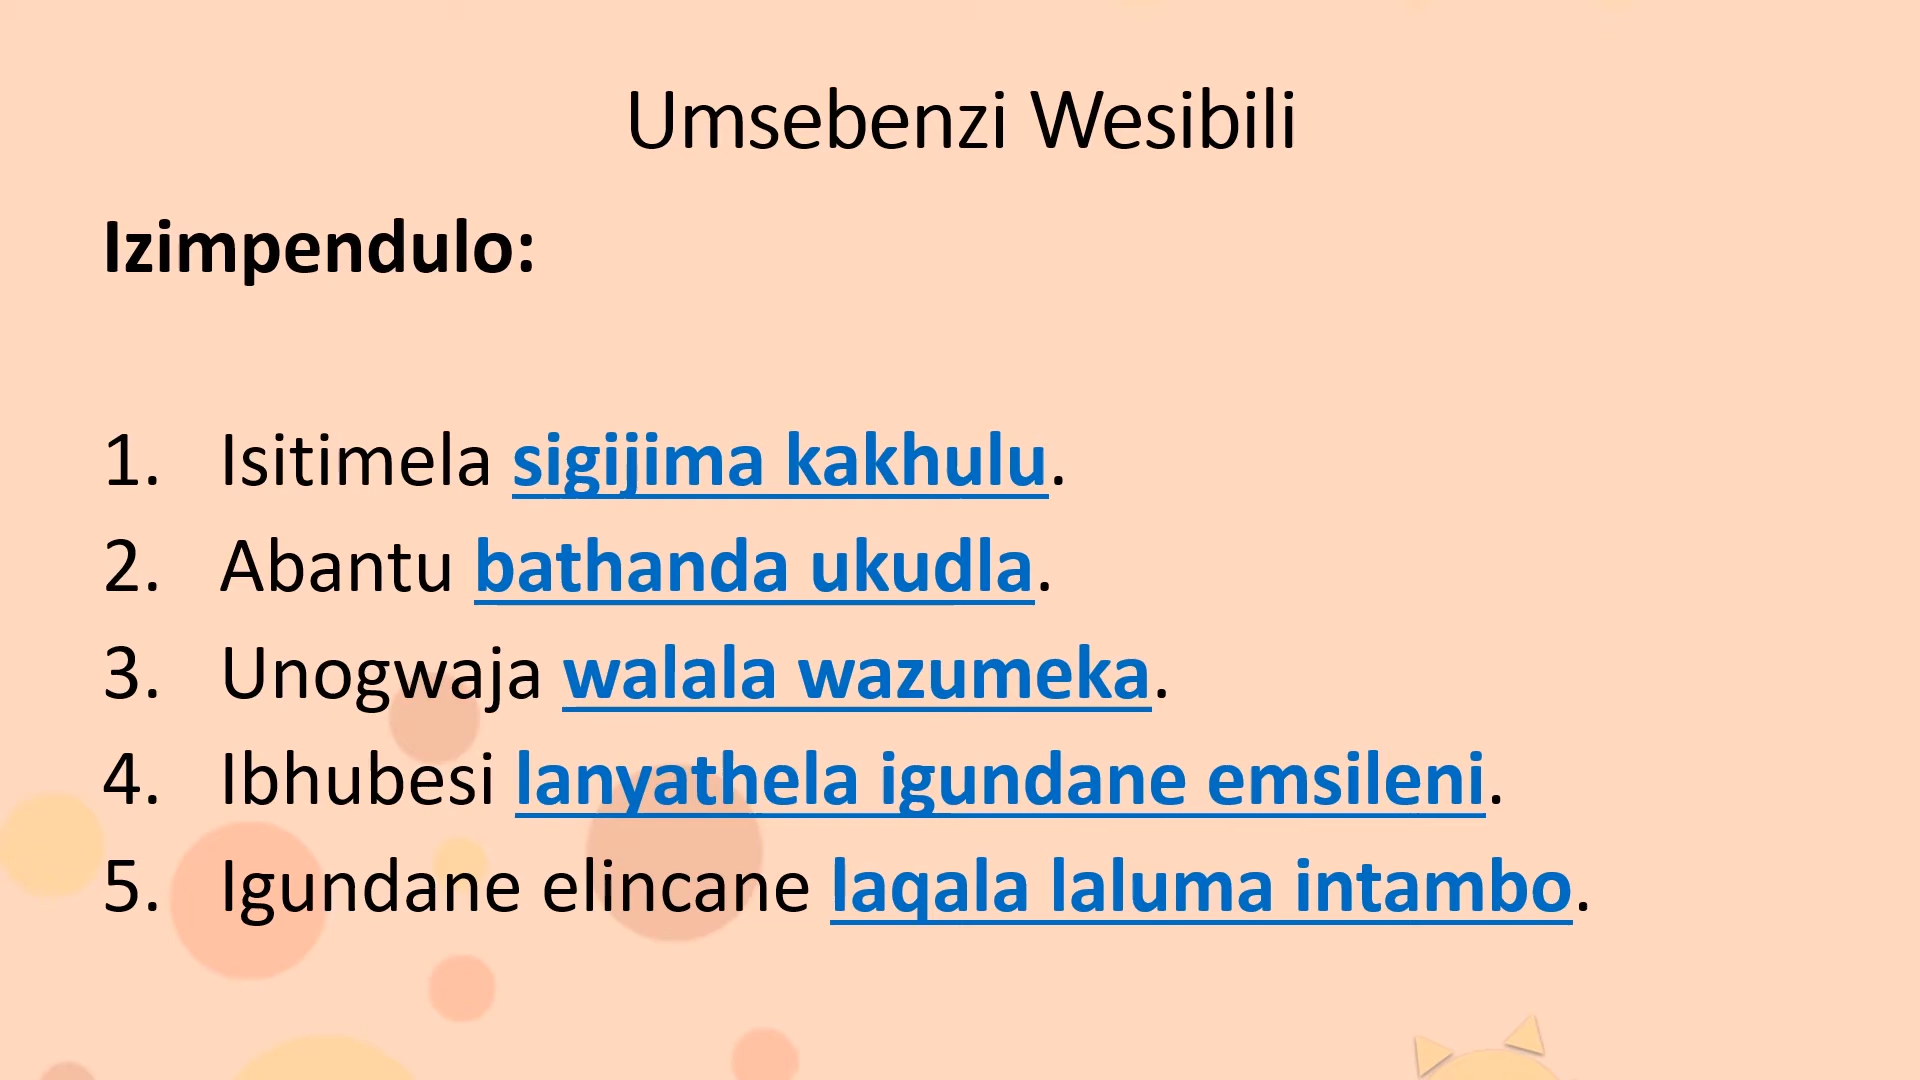 Umsebenzi Wesibili
Izimpendulo:
1. Isitimela sigijima kakhulu.
2. Abantu bathanda ukudla.
3. Unogwaja walala wazumeka.
4. Ibhubesi lanyathela igundane emsileni.
5. Igundane elincane laqala laluma intambo.